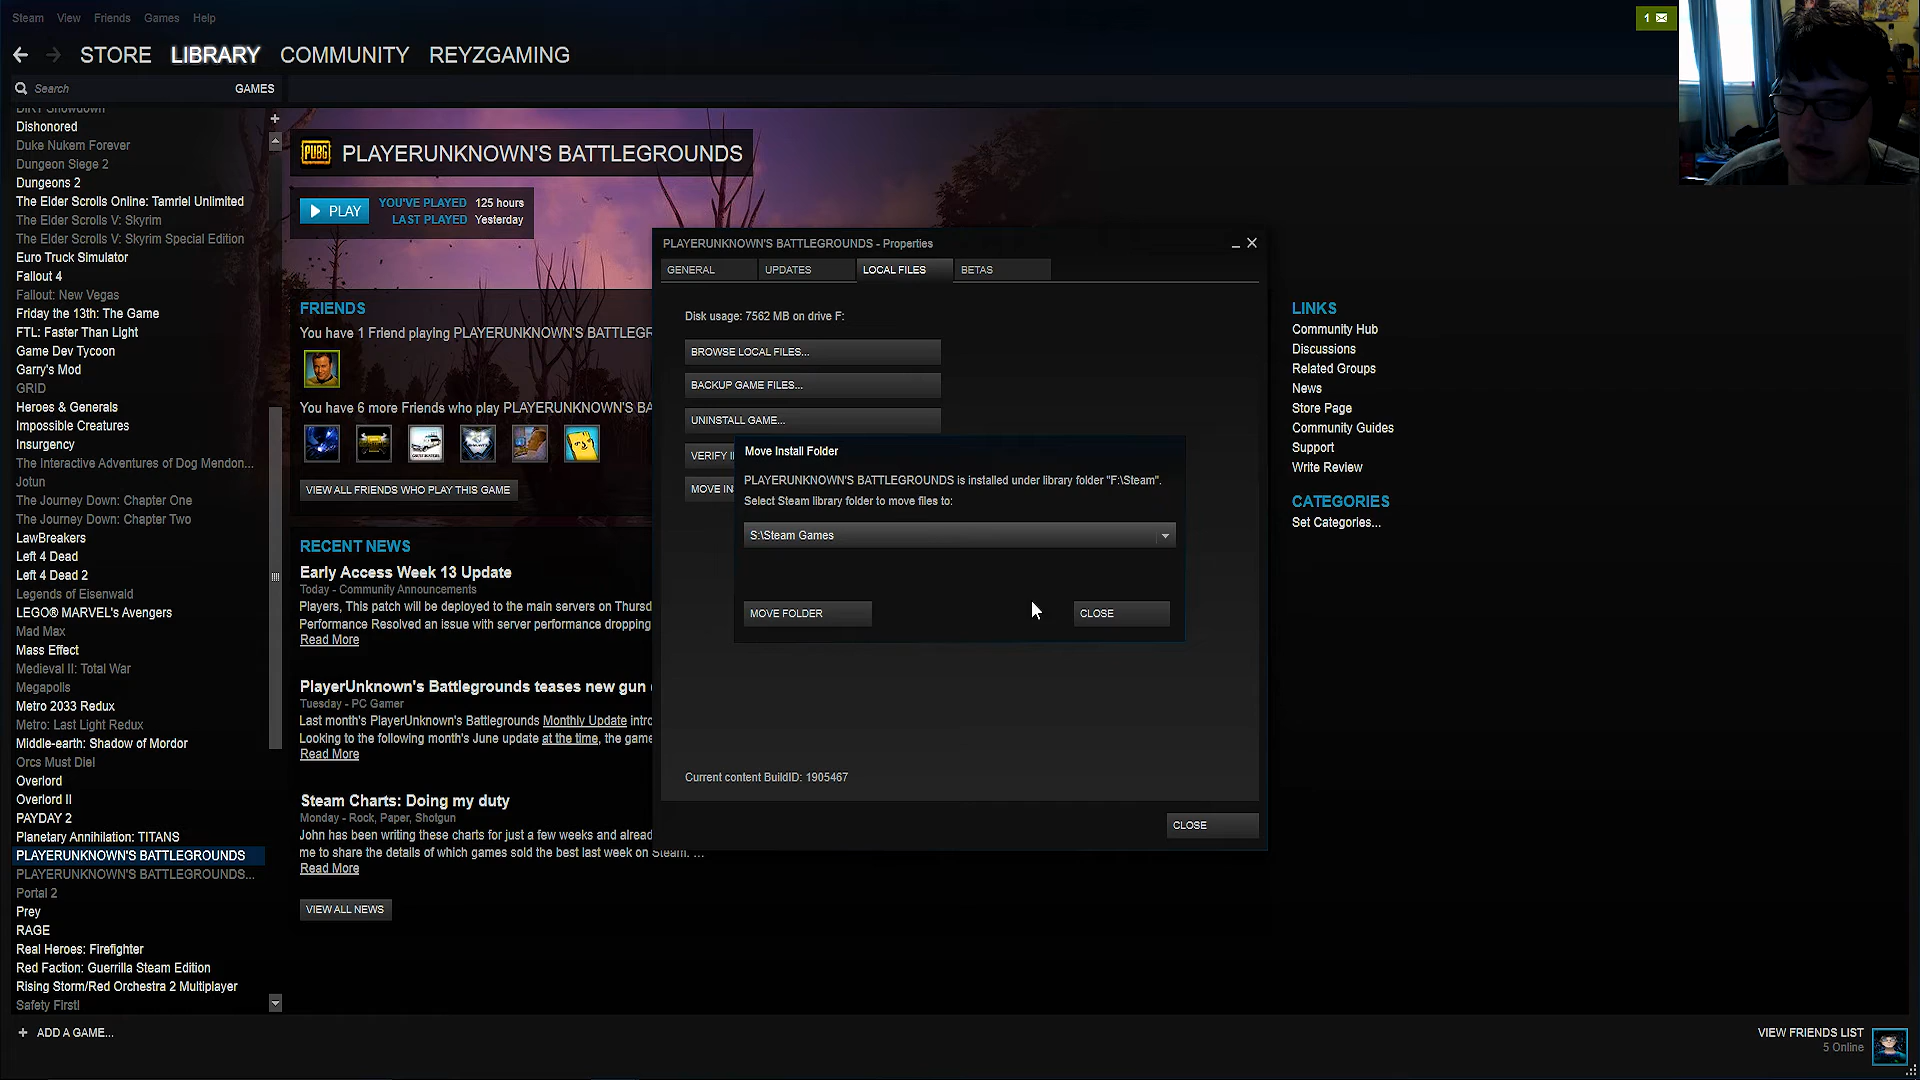 Steam View Friends Games Help
1
STORE LIBRARY COMMUNITY REYZGAMING
Search GAMES
DiRT Showdown
Dishonored
Duke Nukem Forever
Dungeon Siege 2
Dungeons 2
The Elder Scrolls Online: Tamriel Unlimited
The Elder Scrolls V: Skyrim
The Elder Scrolls V: Skyrim Special Edition
Euro Truck Simulator
Fallout 4
Fallout: New Vegas
Friday the 13th: The Game
FTL: Faster Than Light
Game Dev Tycoon
Garry's Mod
GRID
Heroes & Generals
Impossible Creatures
Insurgency
The Interactive Adventures of Dog Mendon...
Jotun
The Journey Down: Chapter One
The Journey Down: Chapter Two
LawBreakers
Left 4 Dead
Left 4 Dead 2
Legends of Eisenwald
LEGO® MARVEL's Avengers
Mad Max
Mass Effect
Medieval II: Total War
Megapolis
Metro 2033 Redux
Metro: Last Light Redux
Middle-earth: Shadow of Mordor
Orcs Must Die!
Overlord
Overlord II
PAYDAY 2
Planetary Annihilation: TITANS
PLAYERUNKNOWN'S BATTLEGROUNDS
PLAYERUNKNOWN'S BATTLEGROUNDS...
Portal 2
Prey
RAGE
Real Heroes: Firefighter
Red Faction: Guerrilla Steam Edition
Rising Storm/Red Orchestra 2 Multiplayer
Safety First!
+ ADD A GAME...
PUBG PLAYERUNKNOWN'S BATTLEGROUNDS
PLAY YOU'VE PLAYED 125 hours
LAST PLAYED Yesterday
FRIENDS
You have 1 Friend playing PLAYERUNKNOWN'S BATTLEGR
You have 6 more Friends who play PLAYERUNKNOWN'S BA
VIEW ALL FRIENDS WHO PLAY THIS GAME
RECENT NEWS
Early Access Week 13 Update
Today - Community Announcements
Players, This patch will be deployed to the main servers on Thursd
Performance Resolved an issue with server performance dropping
Read More
PlayerUnknown's Battlegrounds teases new gun
Tuesday - PC Gamer
Last month's PlayerUnknown's Battlegrounds Monthly Update intro
Looking to the following month's June update at the time, the game
Read More
Steam Charts: Doing my duty
Monday - Rock, Paper, Shotgun
John has been writing these charts for just a few weeks and alread
me to share the details of which games sold the best last week on Steam. ...
Read More
VIEW ALL NEWS
PLAYERUNKNOWN'S BATTLEGROUNDS - Properties
GENERAL UPDATES LOCAL FILES BETAS
Disk usage: 7562 MB on drive F:
BROWSE LOCAL FILES...
BACKUP GAME FILES...
UNINSTALL GAME...
VERIFY I
MOVE IN
Move Install Folder
PLAYERUNKNOWN'S BATTLEGROUNDS is installed under library folder "F:\Steam".
Select Steam library folder to move files to:
S:\Steam Games
MOVE FOLDER CLOSE
Current content BuildID: 1905467
CLOSE
LINKS
Community Hub
Discussions
Related Groups
News
Store Page
Community Guides
Support
Write Review
CATEGORIES
Set Categories...
VIEW FRIENDS LIST
5 Online